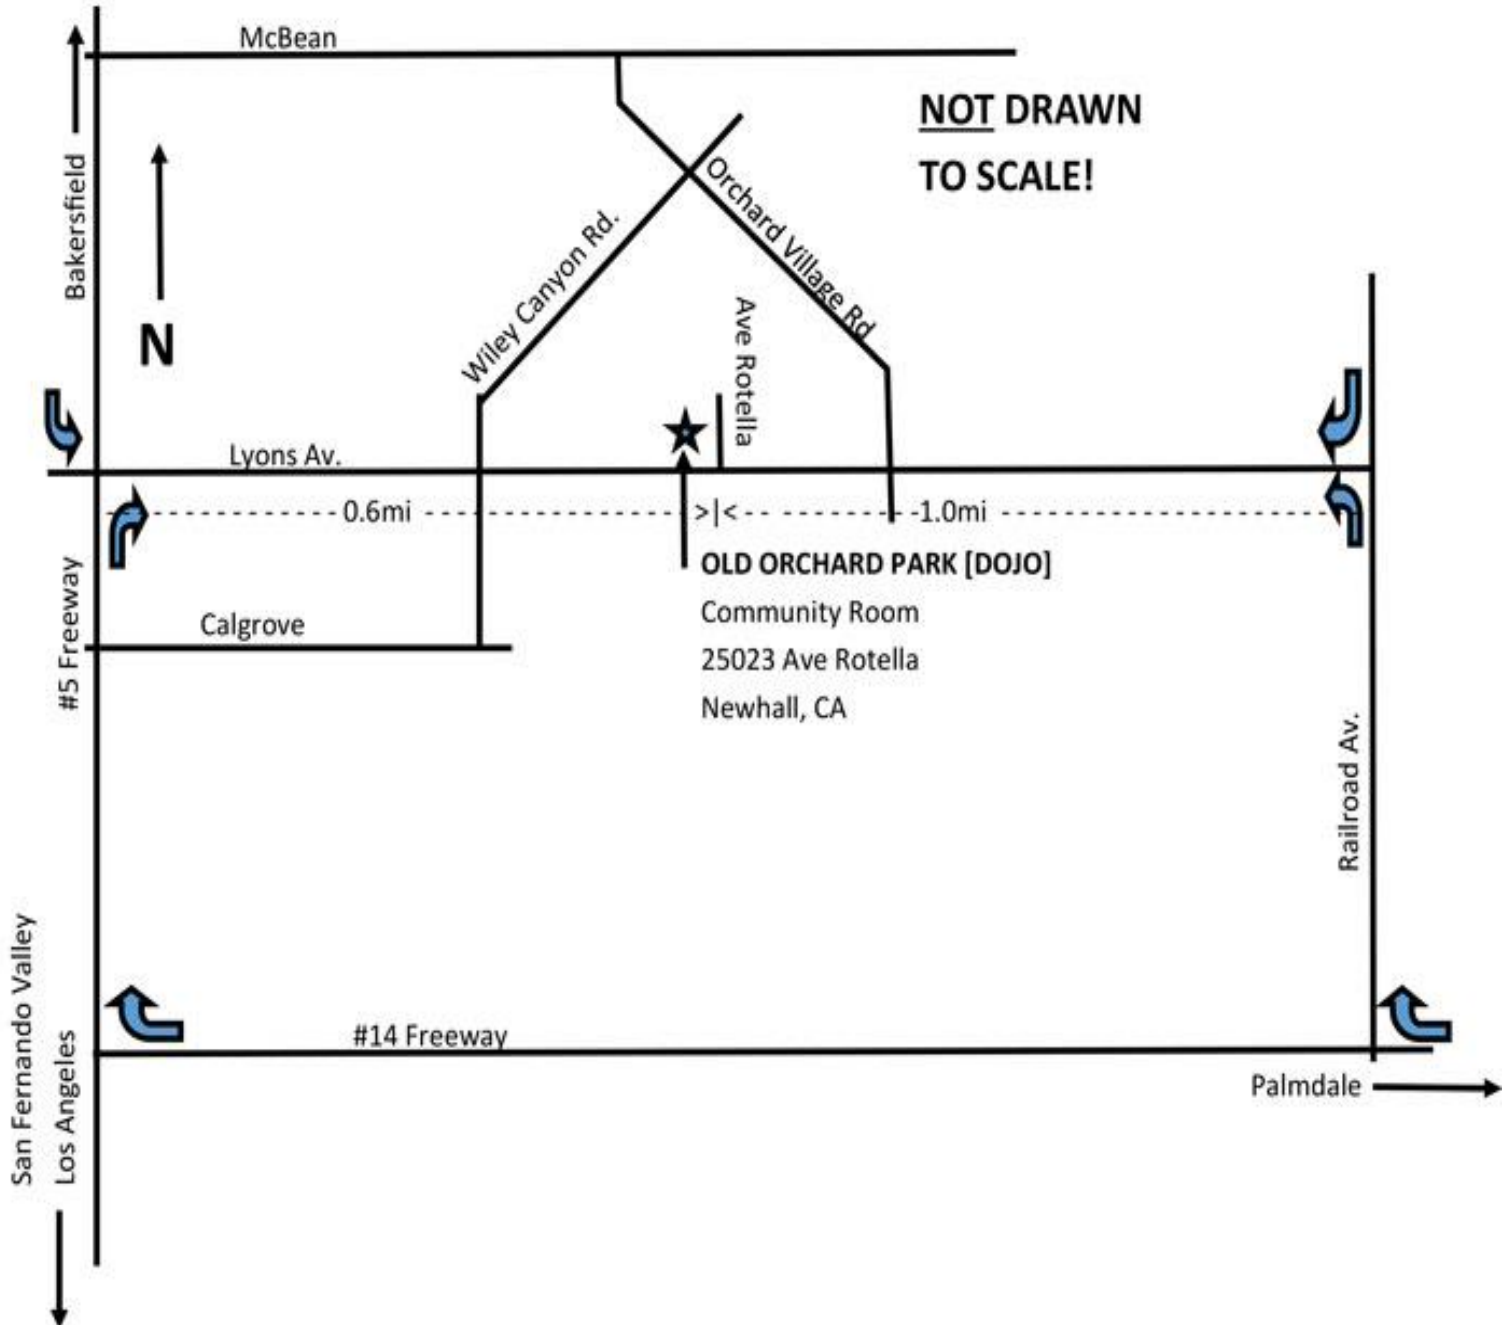 McBean
NOT DRAWN
TO SCALE!
Bakersfield
N
Wiley Canyon Rd.
Orchard Village Rd
Ave Rotella
Lyons Av.
0.6mi
>|<
1.0mi
#5 Freeway
Calgrove
OLD ORCHARD PARK [DOJO]
Community Room
25023 Ave Rotella
Newhall, CA
Railroad Av.
San Fernando Valley
Los Angeles
#14 Freeway
Palmdale